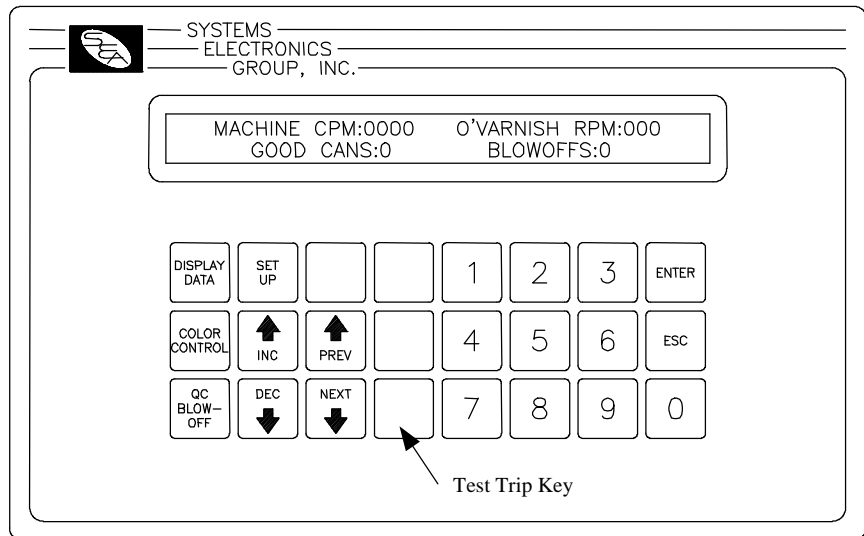 SEA
SYSTEMS
ELECTRONICS
GROUP, INC.
MACHINE CPM:0000 O'VARNISH RPM:000
GOOD CANS:0 BLOWOFFS:0
DISPLAY DATA
SET UP
1
2
3
ENTER
COLOR CONTROL
INC
PREV
4
5
6
ESC
QC BLOW-OFF
DEC
NEXT
7
8
9
0
Test Trip Key